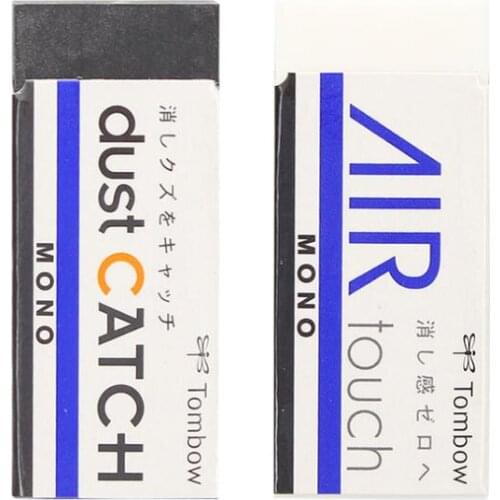 消しクズをキャッチ
dust CATCH
MONO
Tombow
消し感ゼロへ
AIR touch
MONO
Tombow